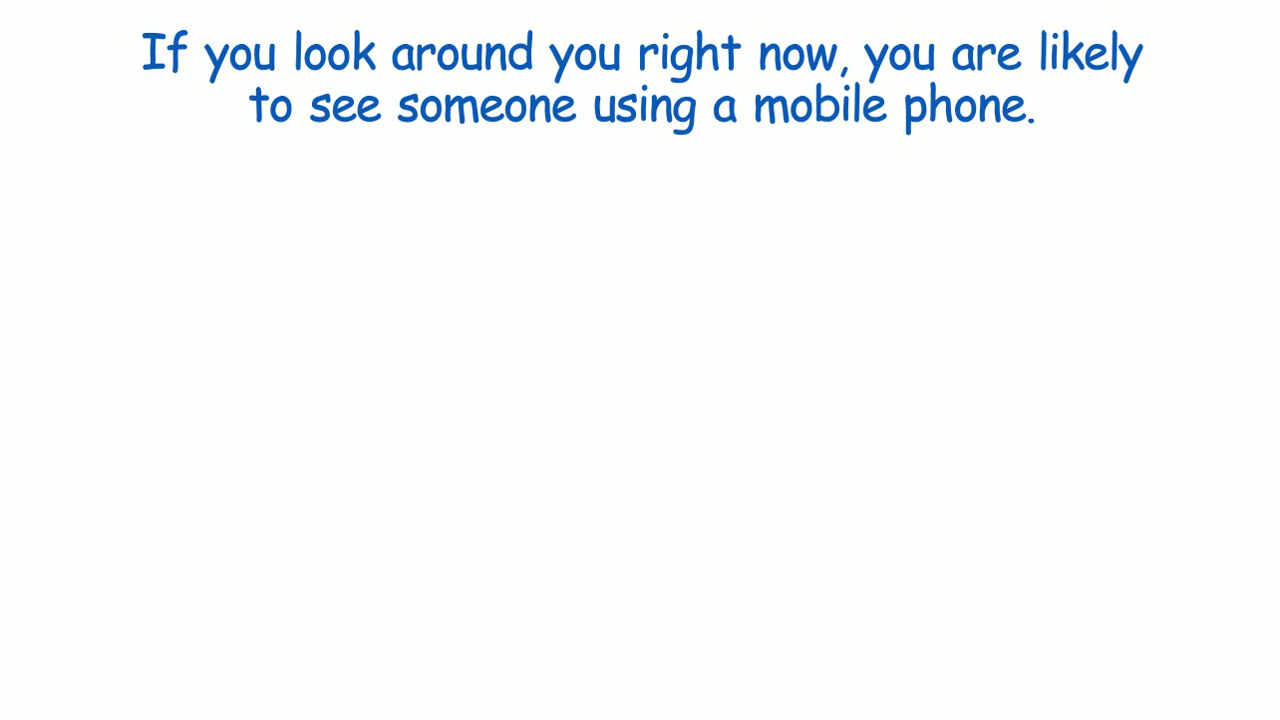 If you look around you right now, you are likely
to see someone using a mobile phone.